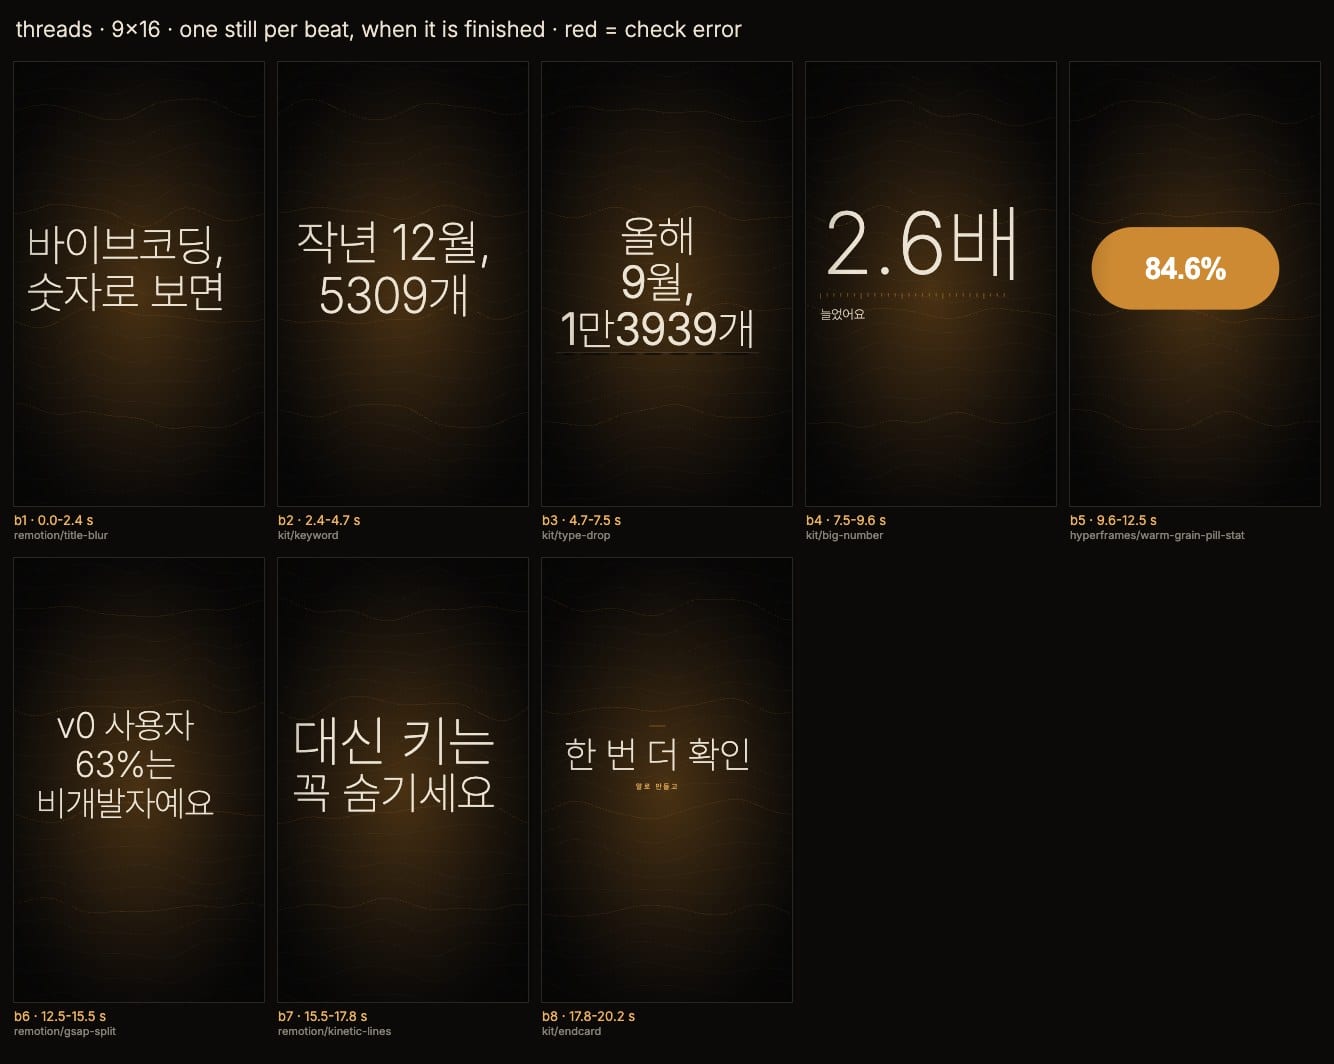 threads · 9×16 · one still per beat, when it is finished · red = check error
바이브코딩,
숫자로 보면
b1 · 0.0-2.4 s
remotion/title-blur
작년 12월,
5309개
b2 · 2.4-4.7 s
kit/keyword
올해
9월,
1만3939개
b3 · 4.7-7.5 s
kit/type-drop
2.6배
늘었어요
b4 · 7.5-9.6 s
kit/big-number
84.6%
b5 · 9.6-12.5 s
hyperframes/warm-grain-pill-stat
v0 사용자
63%는
비개발자예요
b6 · 12.5-15.5 s
remotion/gsap-split
대신 키는
꼭 숨기세요
b7 · 15.5-17.8 s
remotion/kinetic-lines
한 번 더 확인
말로 만들고
b8 · 17.8-20.2 s
kit/endcard